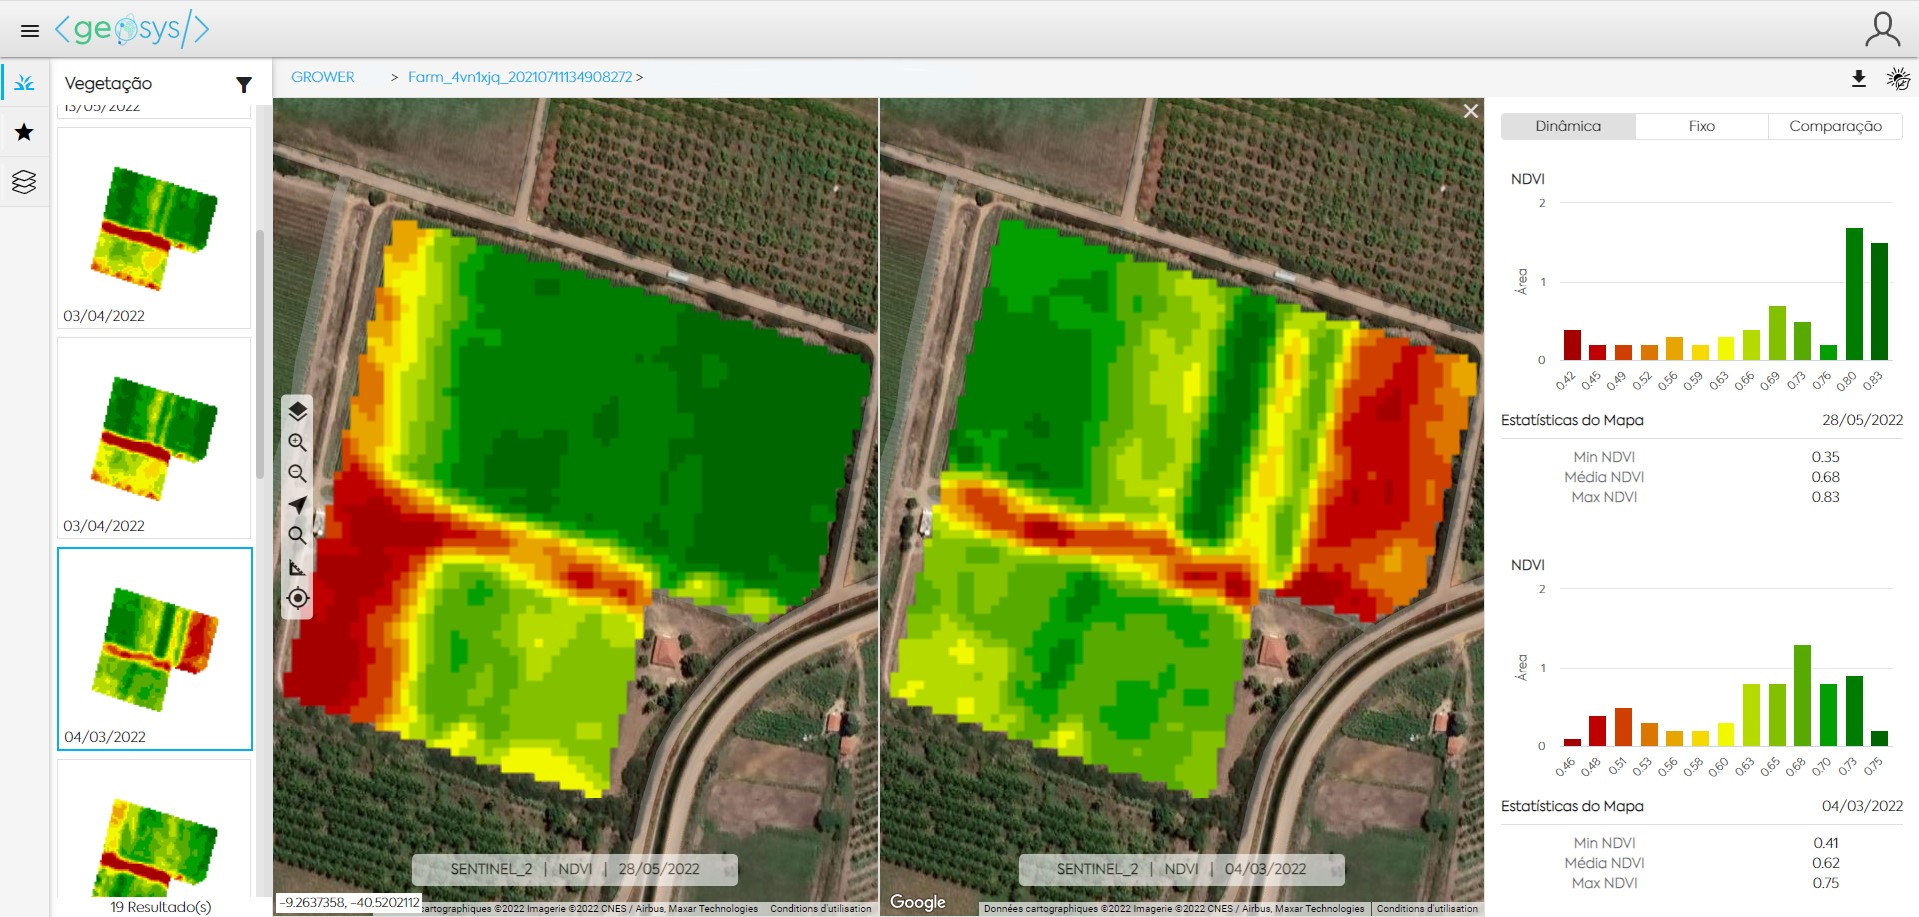 <geosys/>
Vegetação
GROWER > Farm_4vn1xjq_20210711134908272 >
13/05/2022
03/04/2022
03/04/2022
04/03/2022
19 Resultado(s)
SENTINEL_2 | NDVI | 28/05/2022
-9.2637358, -40.5202112
cartographiques ©2022 Imagerie ©2022 CNES / Airbus, Maxar Technologies Conditions d'utilisation
SENTINEL_2 | NDVI | 04/03/2022
Google
Données cartographiques ©2022 Imagerie ©2022 CNES / Airbus, Maxar Technologies Conditions d'utilisation
Dinâmica Fixo Comparação
NDVI
2
1
0
Área
0.42 0.45 0.49 0.52 0.56 0.59 0.63 0.66 0.69 0.73 0.76 0.80 0.83
Estatísticas do Mapa 28/05/2022
Min NDVI 0.35
Média NDVI 0.68
Max NDVI 0.83
NDVI
2
1
0
Área
0.46 0.48 0.51 0.53 0.56 0.58 0.60 0.63 0.65 0.68 0.70 0.73 0.75
Estatísticas do Mapa 04/03/2022
Min NDVI 0.41
Média NDVI 0.62
Max NDVI 0.75